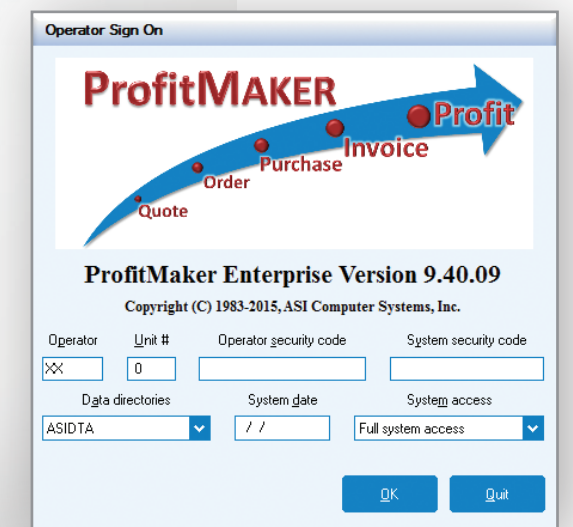 Operator Sign On
ProfitMAKER
Profit
Invoice
Purchase
Order
Quote
ProfitMaker Enterprise Version 9.40.09
Copyright (C) 1983-2015, ASI Computer Systems, Inc.
Operator Unit # Operator security code System security code
XX 0
Data directories System date System access
ASIDTA / / Full system access
OK Quit